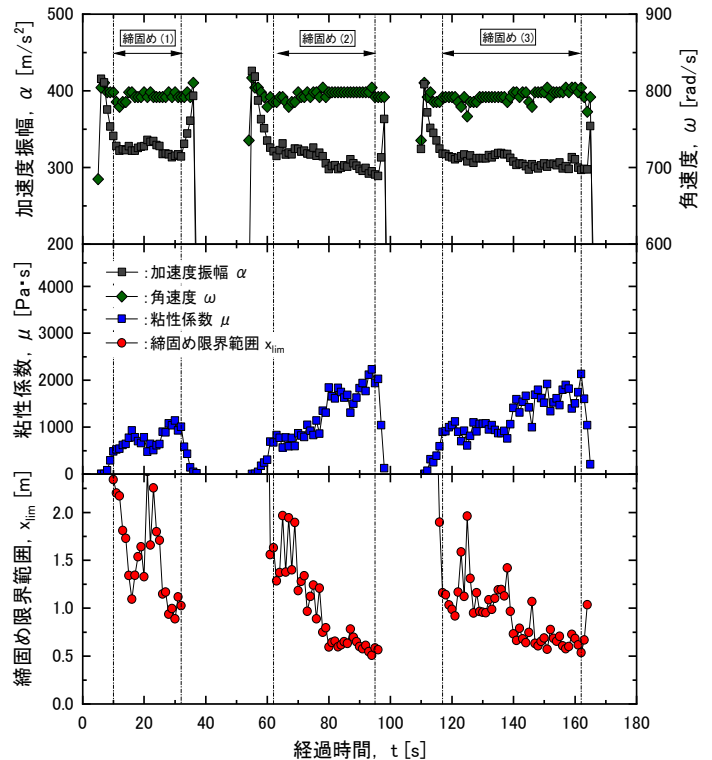 締固め(1)
締固め(2)
締固め(3)
加速度振幅, α [m/s²]
500
400
300
200
角速度, ω [rad/s]
900
800
700
600
粘性係数, μ [Pa·s]
4000
3000
2000
1000
0
:加速度振幅 α
:角速度 ω
:粘性係数 μ
:締固め限界範囲 x_lim
締固め限界範囲, x_lim [m]
2.0
1.5
1.0
0.5
0.0
0 20 40 60 80 100 120 140 160 180
経過時間, t [s]